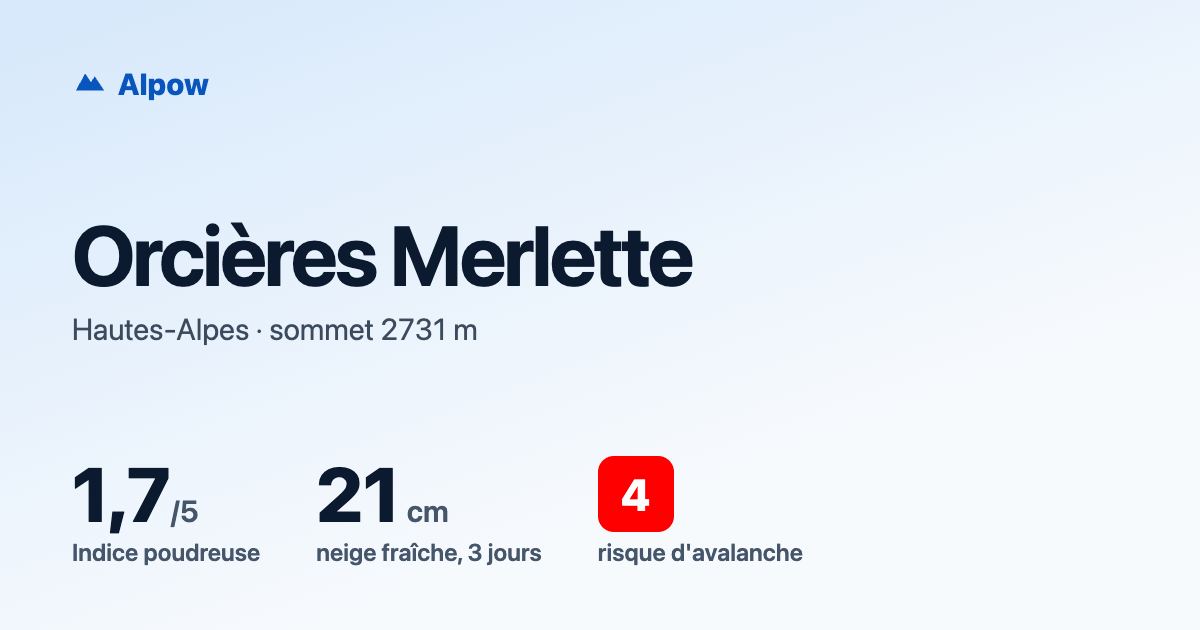 Alpow
Orcières Merlette
Hautes-Alpes · sommet 2731 m
1,7/5
Indice poudreuse
21 cm
neige fraîche, 3 jours
4
risque d'avalanche